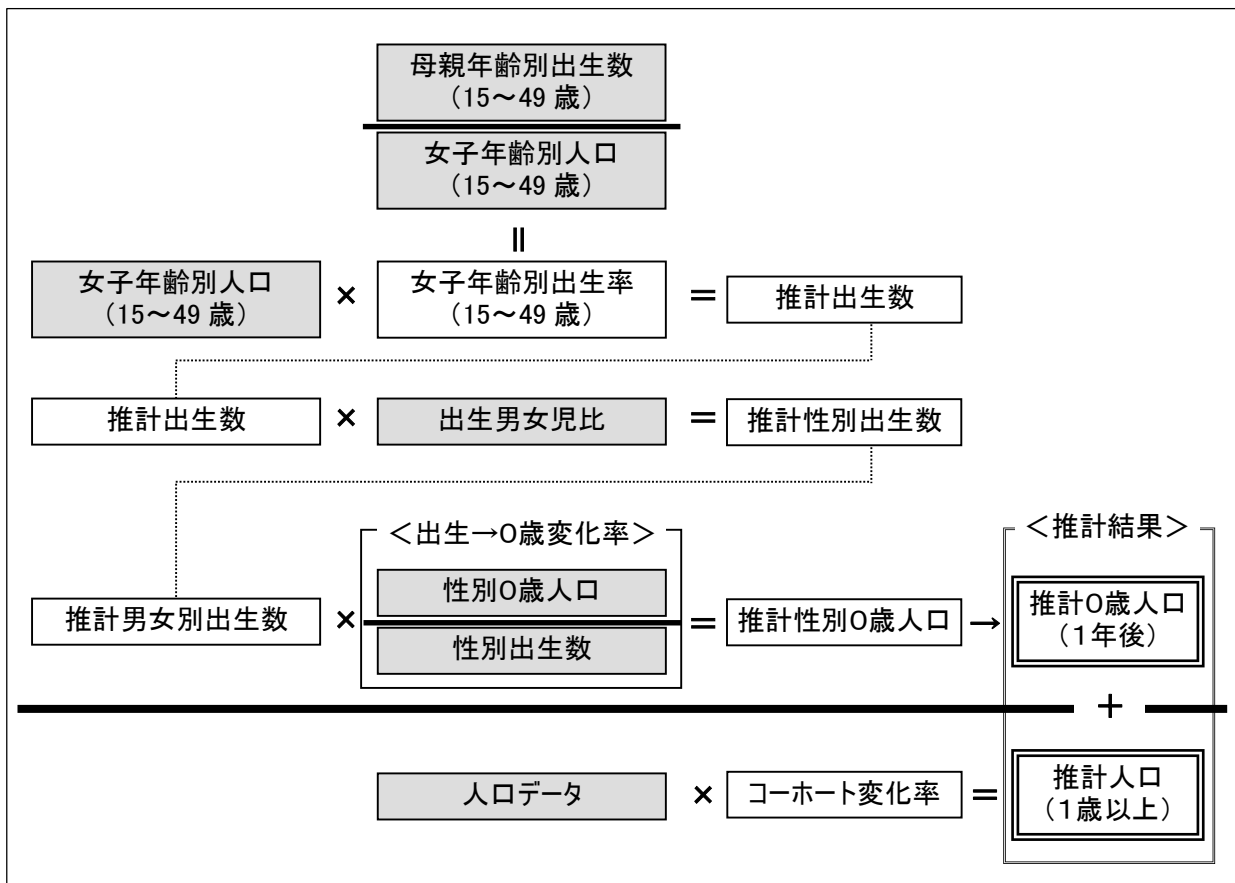 母親年齢別出生数
(15～49 歳)
女子年齢別人口
(15～49 歳)
＝
女子年齢別人口
(15～49 歳)
×
女子年齢別出生率
(15～49 歳)
＝
推計出生数
推計出生数
×
出生男女児比
＝
推計性別出生数
＜出生→0歳変化率＞
＜推計結果＞
推計男女別出生数
×
性別0歳人口
性別出生数
＝
推計性別0歳人口
→
推計0歳人口
(1年後)
＋
人口データ
×
コーホート変化率
＝
推計人口
(1歳以上)